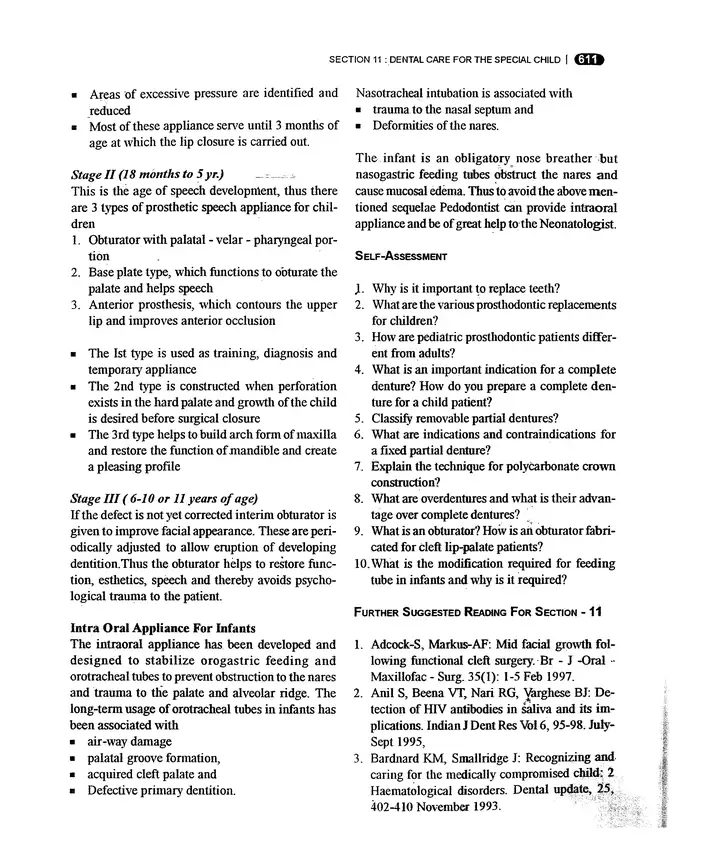 SECTION 11 : DENTAL CARE FOR THE SPECIAL CHILD | 611
▪ Areas of excessive pressure are identified and
reduced
▪ Most of these appliance serve until 3 months of
age at which the lip closure is carried out.
Stage II (18 months to 5 yr.)
This is the age of speech development, thus there
are 3 types of prosthetic speech appliance for chil-
dren
1. Obturator with palatal - velar - pharyngeal por-
tion
2. Base plate type, which functions to obturate the
palate and helps speech
3. Anterior prosthesis, which contours the upper
lip and improves anterior occlusion
▪ The Ist type is used as training, diagnosis and
temporary appliance
▪ The 2nd type is constructed when perforation
exists in the hard palate and growth of the child
is desired before surgical closure
▪ The 3rd type helps to build arch form of maxilla
and restore the function of mandible and create
a pleasing profile
Stage III ( 6-10 or 11 years of age)
If the defect is not yet corrected interim obturator is
given to improve facial appearance. These are peri-
odically adjusted to allow eruption of developing
dentition.Thus the obturator helps to restore func-
tion, esthetics, speech and thereby avoids psycho-
logical trauma to the patient.
Intra Oral Appliance For Infants
The intraoral appliance has been developed and
designed to stabilize orogastric feeding and
orotracheal tubes to prevent obstruction to the nares
and trauma to the palate and alveolar ridge. The
long-term usage of orotracheal tubes in infants has
been associated with
▪ air-way damage
▪ palatal groove formation,
▪ acquired cleft palate and
▪ Defective primary dentition.
Nasotracheal intubation is associated with
▪ trauma to the nasal septum and
▪ Deformities of the nares.
The infant is an obligatory nose breather but
nasogastric feeding tubes obstruct the nares and
cause mucosal edema. Thus to avoid the above men-
tioned sequelae Pedodontist can provide intraoral
appliance and be of great help to the Neonatologist.
SELF-ASSESSMENT
1. Why is it important to replace teeth?
2. What are the various prosthodontic replacements
for children?
3. How are pediatric prosthodontic patients differ-
ent from adults?
4. What is an important indication for a complete
denture? How do you prepare a complete den-
ture for a child patient?
5. Classify removable partial dentures?
6. What are indications and contraindications for
a fixed partial denture?
7. Explain the technique for polycarbonate crown
construction?
8. What are overdentures and what is their advan-
tage over complete dentures?
9. What is an obturator? How is an obturator fabri-
cated for cleft lip-palate patients?
10. What is the modification required for feeding
tube in infants and why is it required?
FURTHER SUGGESTED READING FOR SECTION - 11
1. Adcock-S, Markus-AF: Mid facial growth fol-
lowing functional cleft surgery. Br - J -Oral -
Maxillofac - Surg. 35(1): 1-5 Feb 1997.
2. Anil S, Beena VT, Nari RG, Varghese BJ: De-
tection of HIV antibodies in saliva and its im-
plications. Indian J Dent Res Vol 6, 95-98. July-
Sept 1995,
3. Bardnard KM, Smallridge J: Recognizing and
caring for the medically compromised child: 2
Haematological disorders. Dental update, 25,
402-410 November 1993.